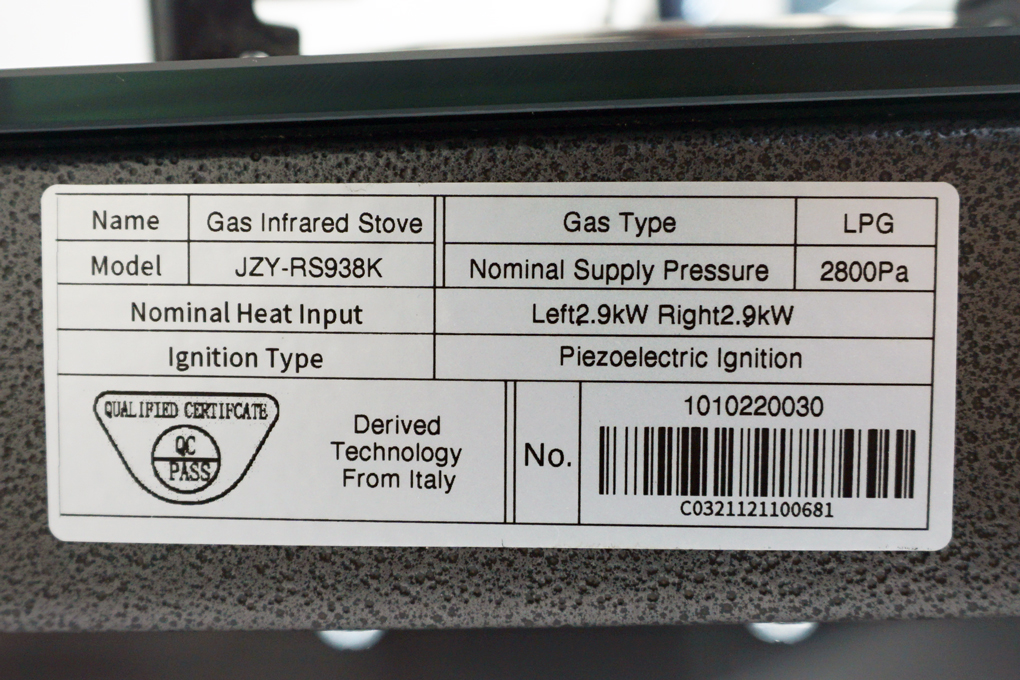 Name Gas Infrared Stove Gas Type LPG
Model JZY-RS938K Nominal Supply Pressure 2800Pa
Nominal Heat Input Left2.9kW Right2.9kW
Ignition Type Piezoelectric Ignition
QUALIFIED CERTIFCATE
QC
PASS
Derived
Technology
From Italy
No.
1010220030
C0321121100681